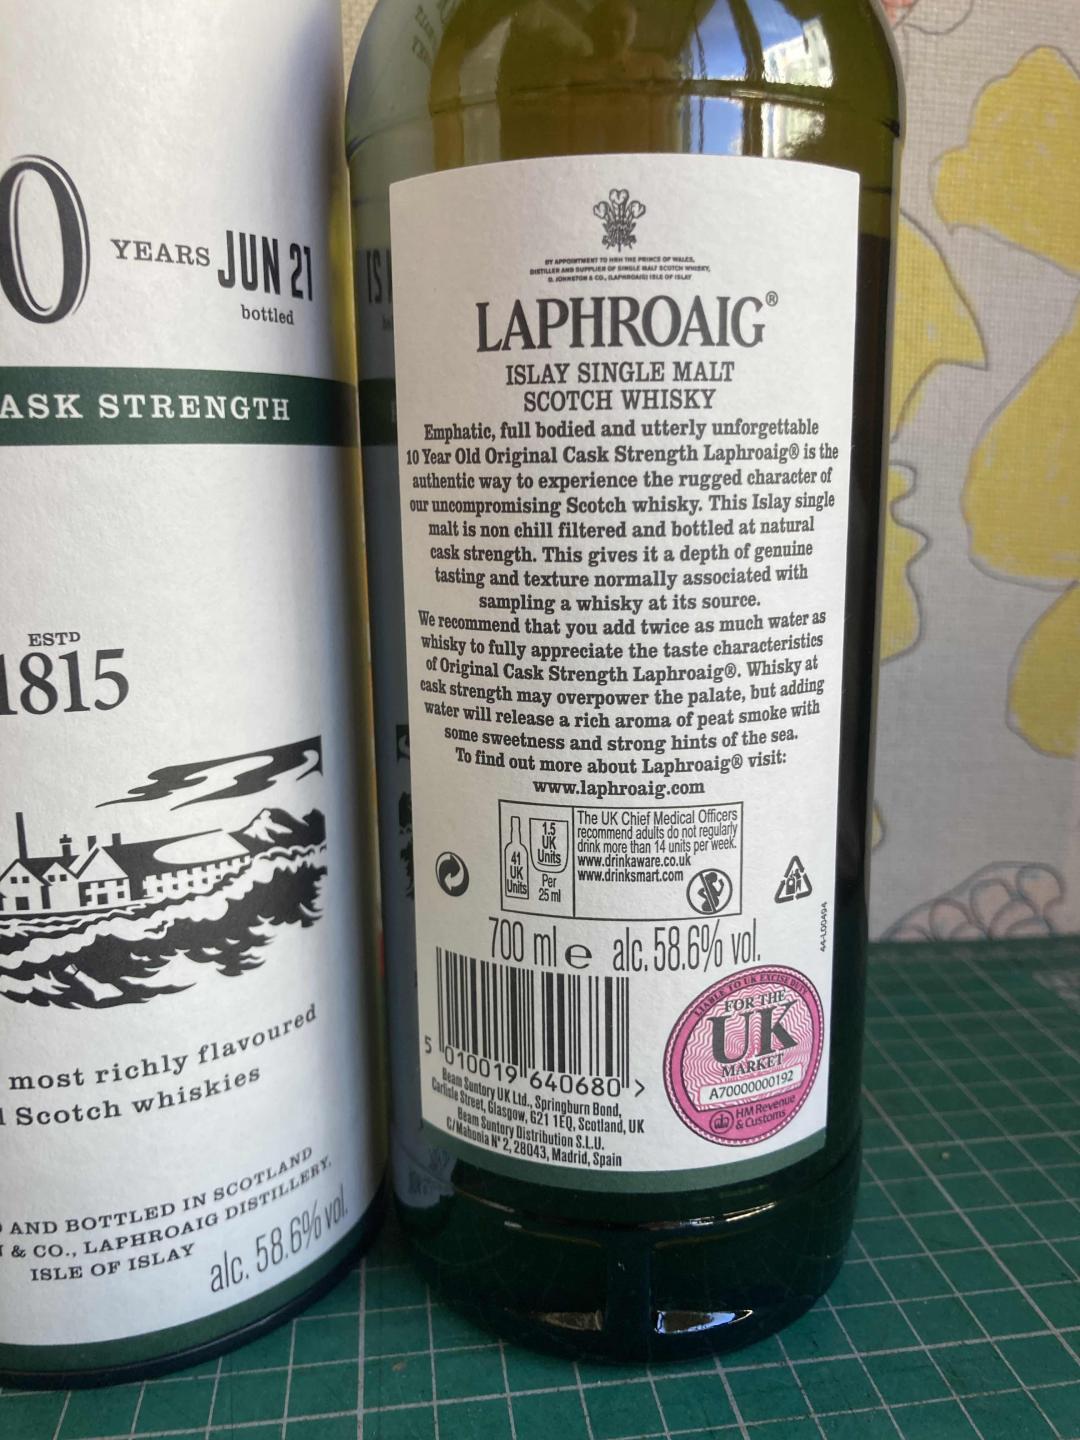 0 YEARS JUN 21
bottled
ASK STRENGTH
ESTD
1815
most richly flavoured
Scotch whiskies
AND BOTTLED IN SCOTLAND
& CO., LAPHROAIG DISTILLERY,
ISLE OF ISLAY
alc. 58.6% vol.
BY APPOINTMENT TO HRH THE PRINCE OF WALES,
DISTILLER AND SUPPLIER OF SINGLE MALT SCOTCH WHISKY,
D. JOHNSTON & CO., (LAPHROAIG) ISLE OF ISLAY
LAPHROAIG®
ISLAY SINGLE MALT
SCOTCH WHISKY
Emphatic, full bodied and utterly unforgettable
10 Year Old Original Cask Strength Laphroaig® is the
authentic way to experience the rugged character of
our uncompromising Scotch whisky. This Islay single
malt is non chill filtered and bottled at natural
cask strength. This gives it a depth of genuine
tasting and texture normally associated with
sampling a whisky at its source.
We recommend that you add twice as much water as
whisky to fully appreciate the taste characteristics
of Original Cask Strength Laphroaig®. Whisky at
cask strength may overpower the palate, but adding
water will release a rich aroma of peat smoke with
some sweetness and strong hints of the sea.
To find out more about Laphroaig® visit:
www.laphroaig.com
41
UK
Units
1.5
UK
Units
Per
25 ml
The UK Chief Medical Officers
recommend adults do not regularly
drink more than 14 units per week.
www.drinkaware.co.uk
www.drinksmart.com
44-L00494
700 ml e alc. 58.6% vol.
5 010019 640680 >
Beam Suntory UK Ltd., Springburn Bond,
Carlisle Street, Glasgow, G21 1EQ, Scotland, UK
Beam Suntory Distribution S.L.U.
C/Mahonia Nº 2, 28043, Madrid, Spain
LIABLE TO UK EXCISE DUTY
FOR THE
UK
MARKET
A70000000192
HM Revenue
& Customs